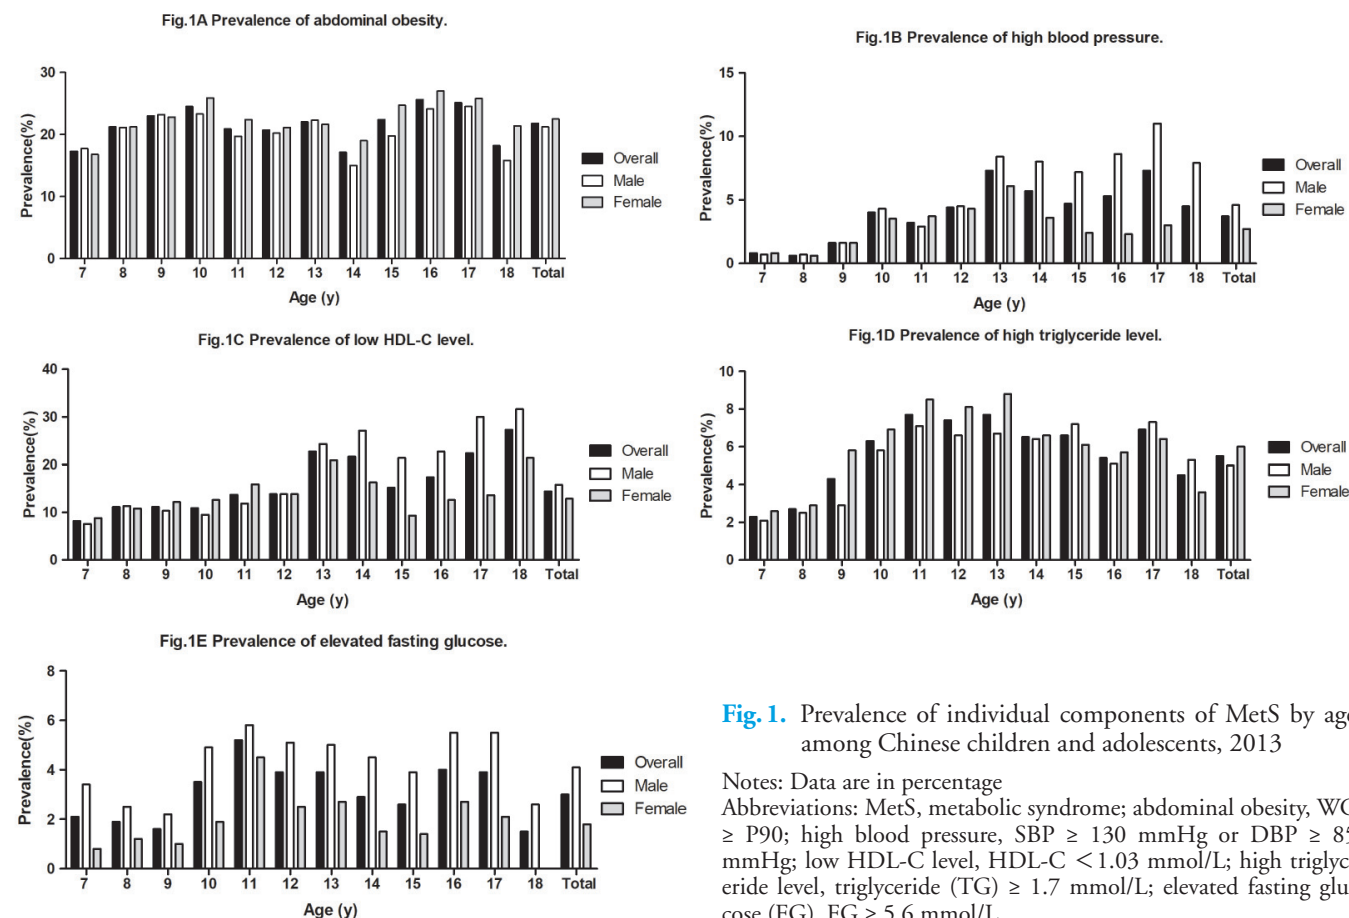 Fig.1A Prevalence of abdominal obesity.
30
20
10
0
Prevalence(%)
7 8 9 10 11 12 13 14 15 16 17 18 Total
Age (y)
Overall
Male
Female
Fig.1B Prevalence of high blood pressure.
15
10
5
0
Prevalence(%)
7 8 9 10 11 12 13 14 15 16 17 18 Total
Age (y)
Overall
Male
Female
Fig.1C Prevalence of low HDL-C level.
40
30
20
10
0
Prevalence(%)
7 8 9 10 11 12 13 14 15 16 17 18 Total
Age (y)
Overall
Male
Female
Fig.1D Prevalence of high triglyceride level.
10
8
6
4
2
0
Prevalence(%)
7 8 9 10 11 12 13 14 15 16 17 18 Total
Age (y)
Overall
Male
Female
Fig.1E Prevalence of elevated fasting glucose.
8
6
4
2
0
Prevalence(%)
7 8 9 10 11 12 13 14 15 16 17 18 Total
Age (y)
Overall
Male
Female
Fig. 1. Prevalence of individual components of MetS by age
among Chinese children and adolescents, 2013
Notes: Data are in percentage
Abbreviations: MetS, metabolic syndrome; abdominal obesity, WC
≥ P90; high blood pressure, SBP ≥ 130 mmHg or DBP ≥ 85
mmHg; low HDL-C level, HDL-C <1.03 mmol/L; high triglyc-
eride level, triglyceride (TG) ≥ 1.7 mmol/L; elevated fasting glu-
cose (FG), FG ≥ 5.6 mmol/L